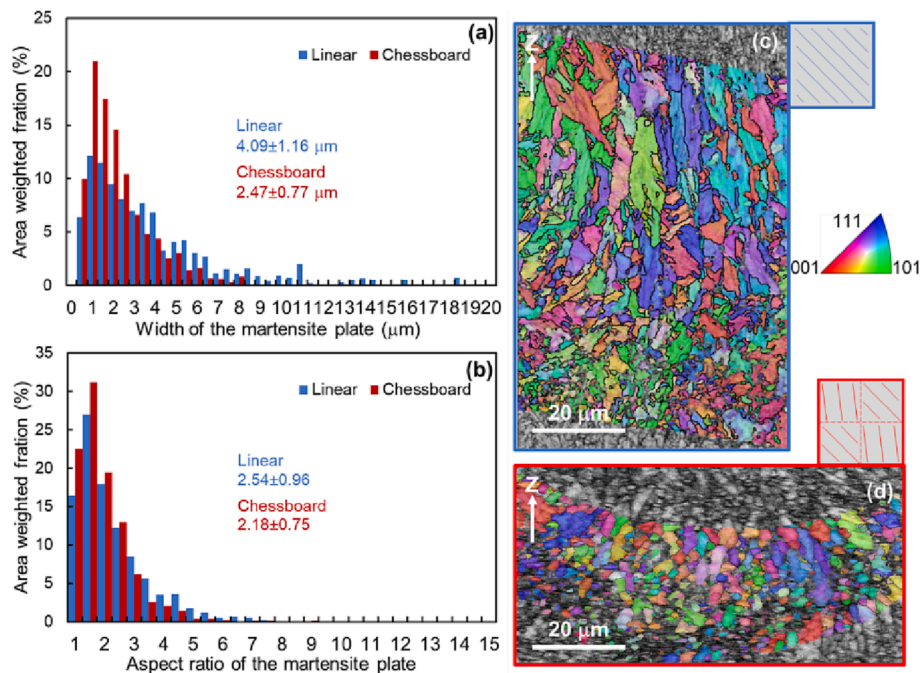 25
20
15
10
5
0
Area weighted fration (%)
(a)
Linear Chessboard
Linear
4.09±1.16 μm
Chessboard
2.47±0.77 μm
0 1 2 3 4 5 6 7 8 9 10 11 12 13 14 15 16 17 18 19 20
Width of the martensite plate (μm)
35
30
25
20
15
10
5
0
Area weighted fration (%)
(b)
Linear Chessboard
Linear
2.54±0.96
Chessboard
2.18±0.75
1 2 3 4 5 6 7 8 9 10 11 12 13 14 15
Aspect ratio of the martensite plate
Z
(c)
20 μm
111
001 101
Z
(d)
20 μm